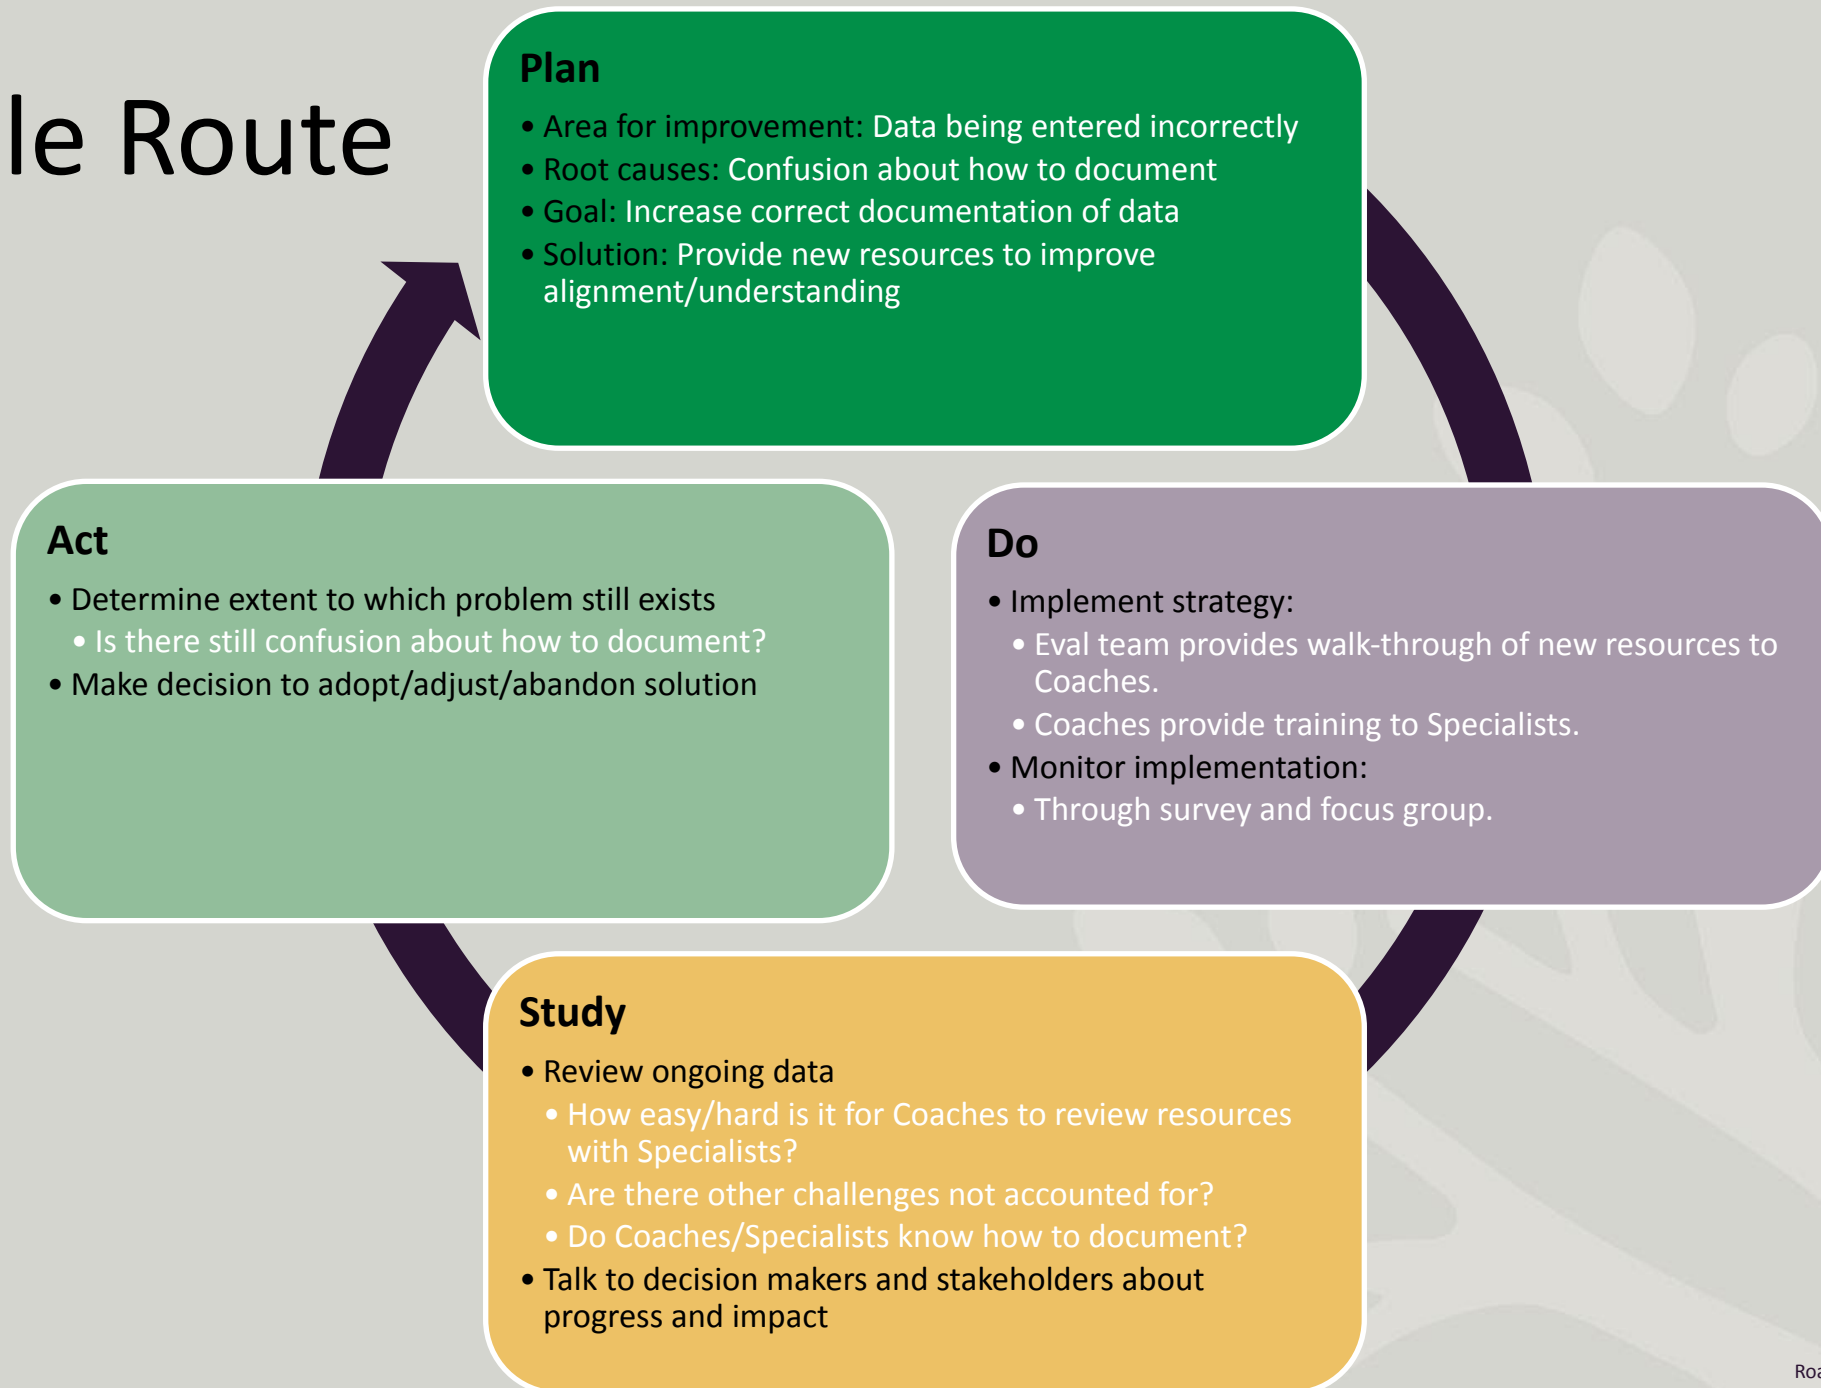 le Route
Plan
• Area for improvement: Data being entered incorrectly
• Root causes: Confusion about how to document
• Goal: Increase correct documentation of data
• Solution: Provide new resources to improve
alignment/understanding
Act
• Determine extent to which problem still exists
• Is there still confusion about how to document?
• Make decision to adopt/adjust/abandon solution
Do
• Implement strategy:
• Eval team provides walk-through of new resources to
Coaches.
• Coaches provide training to Specialists.
• Monitor implementation:
• Through survey and focus group.
Study
• Review ongoing data
• How easy/hard is it for Coaches to review resources
with Specialists?
• Are there other challenges not accounted for?
• Do Coaches/Specialists know how to document?
• Talk to decision makers and stakeholders about
progress and impact
Roa